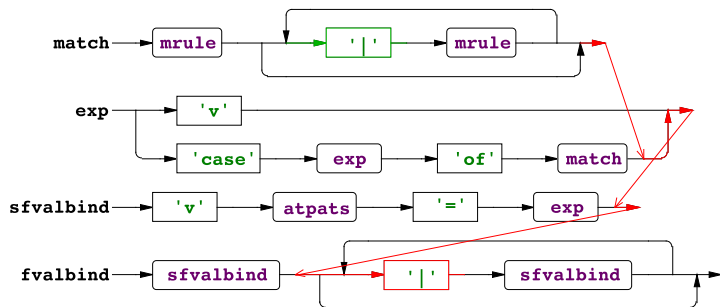 match mrule '|' mrule
exp 'v'
'case' exp 'of' match
sfvalbind 'v' atpats '=' exp
fvalbind sfvalbind '|' sfvalbind